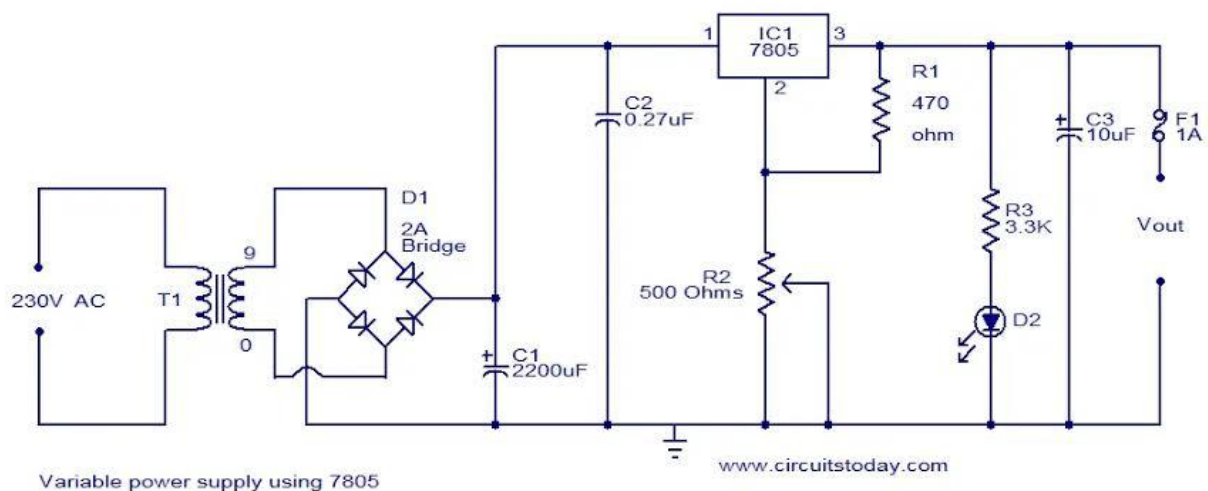 IC1
7805
1
3
2
R1
470
ohm
C2
0.27uF
C3
10uF
F1
1A
+
D1
2A
Bridge
R3
3.3K
Vout
9
R2
500 Ohms
230V AC
T1
D2
0
+
C1
2200uF
www.circuitstoday.com
Variable power supply using 7805